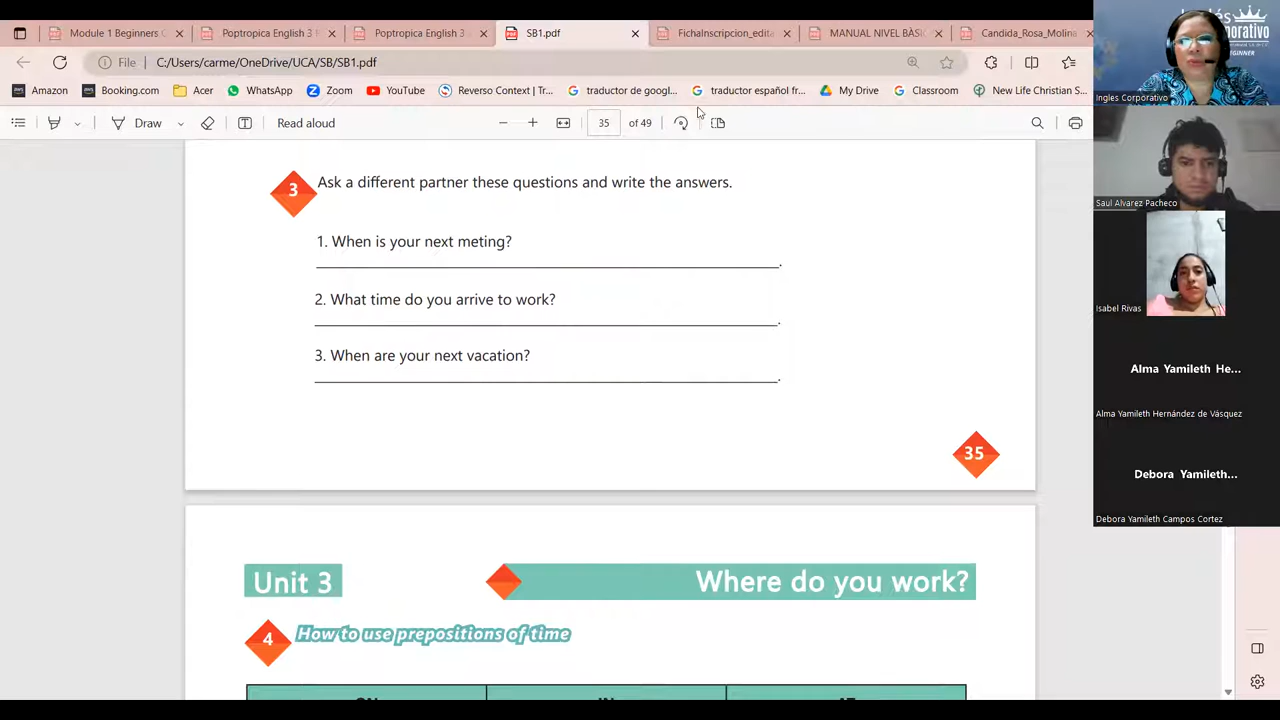 Module 1 Beginners C
Poptropica English 3 I
Poptropica English 3
SB1.pdf
FichaInscripcion_edita
MANUAL NIVEL BÁSIC
Candida_Rosa_Molina
File
C:/Users/carme/OneDrive/UCA/SB/SB1.pdf
Amazon
Booking.com
Acer
WhatsApp
Zoom
YouTube
Reverso Context | Tr...
traductor de googl...
traductor español fr...
My Drive
Classroom
New Life Christian S...
Draw
Read aloud
35
of 49
3
Ask a different partner these questions and write the answers.
1. When is your next meting?
2. What time do you arrive to work?
3. When are your next vacation?
35
Unit 3
Where do you work?
4
How to use prepositions of time
BEGINNER
Ingles Corporativo
Saul Alvarez Pacheco
Isabel Rivas
Alma Yamileth He...
Alma Yamileth Hernández de Vásquez
Debora Yamileth...
Debora Yamileth Campos Cortez